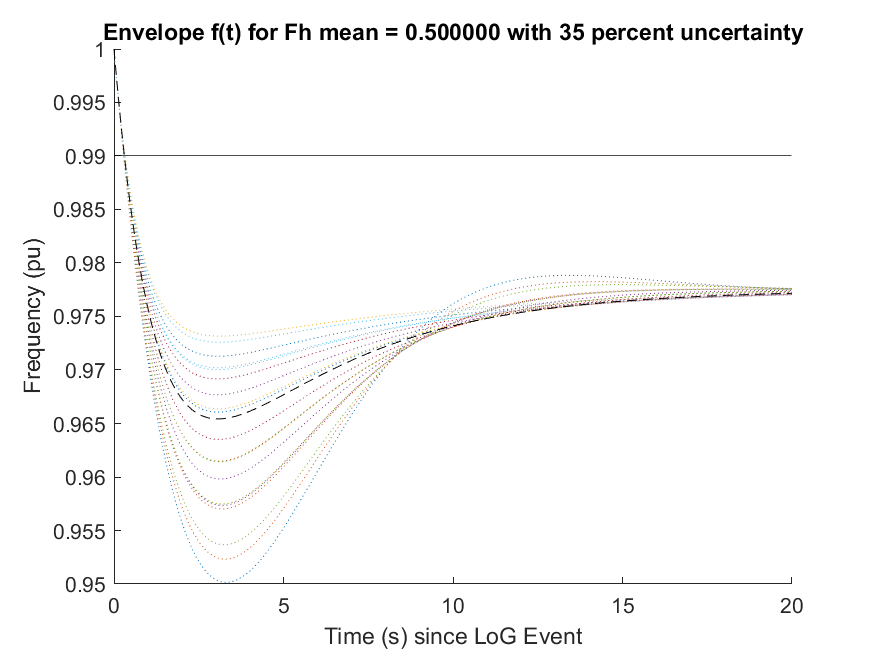 Envelope f(t) for Fh mean = 0.500000 with 35 percent uncertainty
1
0.995
0.99
0.985
0.98
0.975
0.97
0.965
0.96
0.955
0.95
Frequency (pu)
0 5 10 15 20
Time (s) since LoG Event